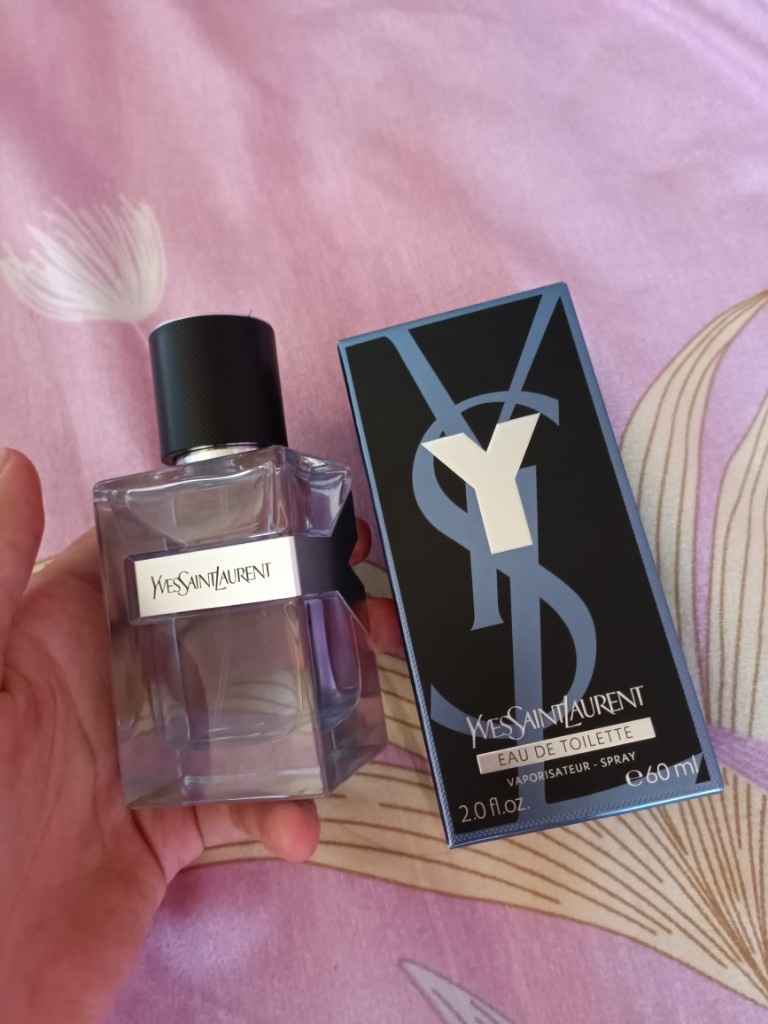 YVESSAINTLAURENT
YSL
Y
YVESSAINTLAURENT
EAU DE TOILETTE
VAPORISATEUR - SPRAY
2.0 fl.oz. ℮60 ml